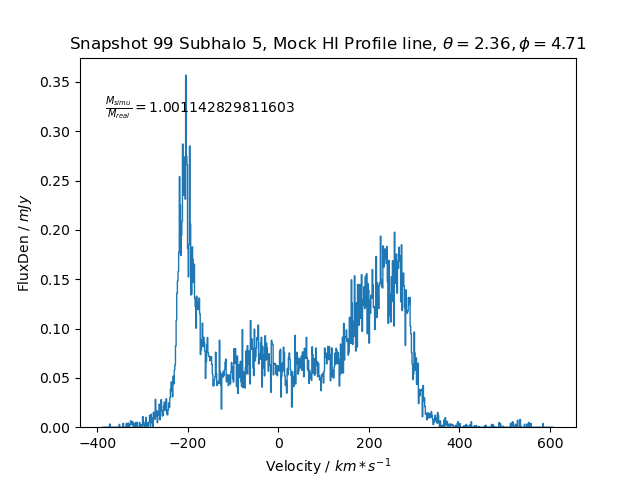 Snapshot 99 Subhalo 5, Mock HI Profile line, θ = 2.36, ϕ = 4.71
M_simu / M_real = 1.001142829811603
FluxDen / mJy
0.35
0.30
0.25
0.20
0.15
0.10
0.05
0.00
−400 −200 0 200 400 600
Velocity / km * s⁻¹